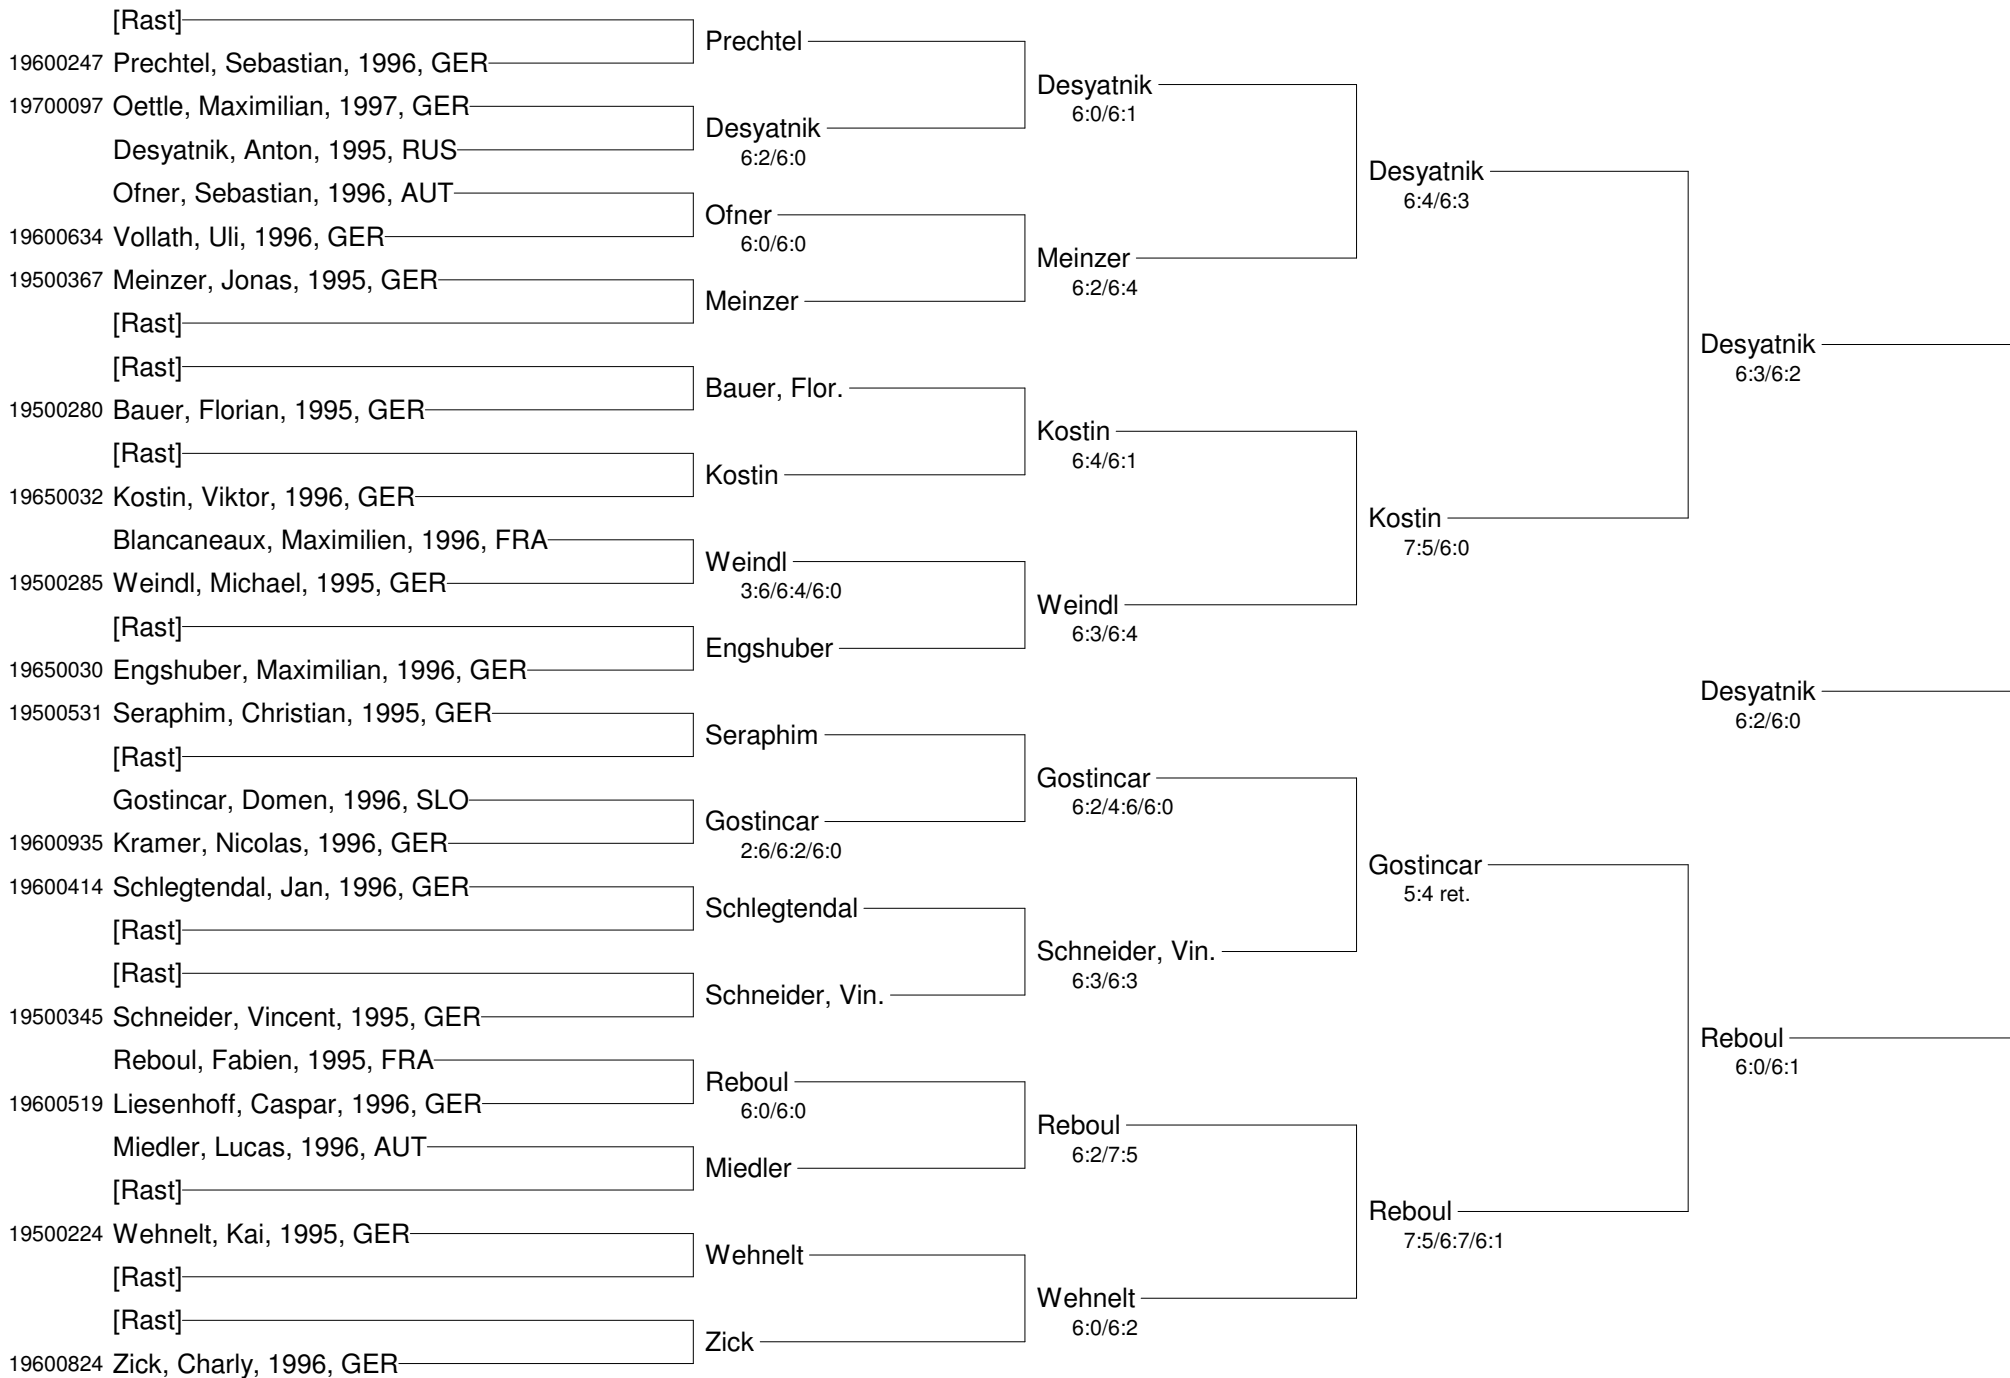 [Rast]
19600247 Prechtel, Sebastian, 1996, GER
19700097 Oettle, Maximilian, 1997, GER
Desyatnik, Anton, 1995, RUS
Ofner, Sebastian, 1996, AUT
19600634 Vollath, Uli, 1996, GER
19500367 Meinzer, Jonas, 1995, GER
[Rast]
[Rast]
19500280 Bauer, Florian, 1995, GER
[Rast]
19650032 Kostin, Viktor, 1996, GER
Blancaneaux, Maximilien, 1996, FRA
19500285 Weindl, Michael, 1995, GER
[Rast]
19650030 Engshuber, Maximilian, 1996, GER
19500531 Seraphim, Christian, 1995, GER
[Rast]
Gostincar, Domen, 1996, SLO
19600935 Kramer, Nicolas, 1996, GER
19600414 Schlegtendal, Jan, 1996, GER
[Rast]
[Rast]
19500345 Schneider, Vincent, 1995, GER
Reboul, Fabien, 1995, FRA
19600519 Liesenhoff, Caspar, 1996, GER
Miedler, Lucas, 1996, AUT
[Rast]
19500224 Wehnelt, Kai, 1995, GER
[Rast]
[Rast]
19600824 Zick, Charly, 1996, GER
Prechtel
Desyatnik
6:2/6:0
Ofner
6:0/6:0
Meinzer
Bauer, Flor.
Kostin
Weindl
3:6/6:4/6:0
Engshuber
Seraphim
Gostincar
2:6/6:2/6:0
Schlegtendal
Schneider, Vin.
Reboul
6:0/6:0
Miedler
Wehnelt
Zick
Desyatnik
6:0/6:1
Meinzer
6:2/6:4
Kostin
6:4/6:1
Weindl
6:3/6:4
Gostincar
6:2/4:6/6:0
Schneider, Vin.
6:3/6:3
Reboul
6:2/7:5
Wehnelt
6:0/6:2
Desyatnik
6:4/6:3
Kostin
7:5/6:0
Gostincar
5:4 ret.
Reboul
7:5/6:7/6:1
Desyatnik
6:3/6:2
Desyatnik
6:2/6:0
Reboul
6:0/6:1